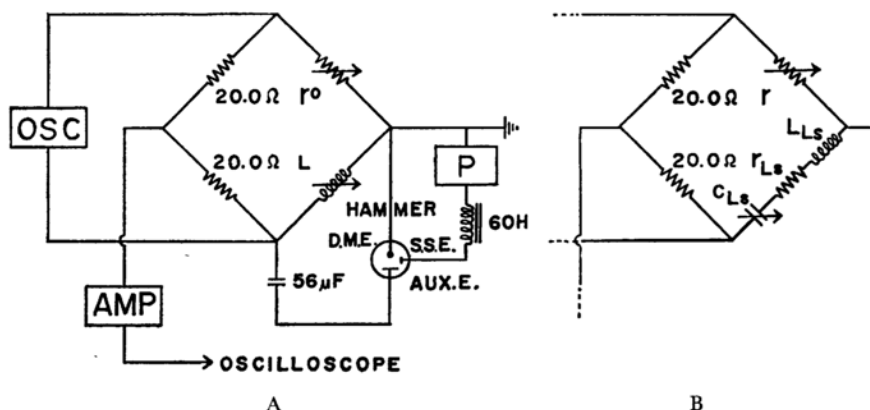 20.0Ω r°
OSC
20.0Ω L
P
HAMMER
D.M.E. S.S.E. 60H
56μF AUX.E.
AMP
OSCILLOSCOPE
A
20.0Ω r
L_Ls
20.0Ω r_Ls
C_Ls
B